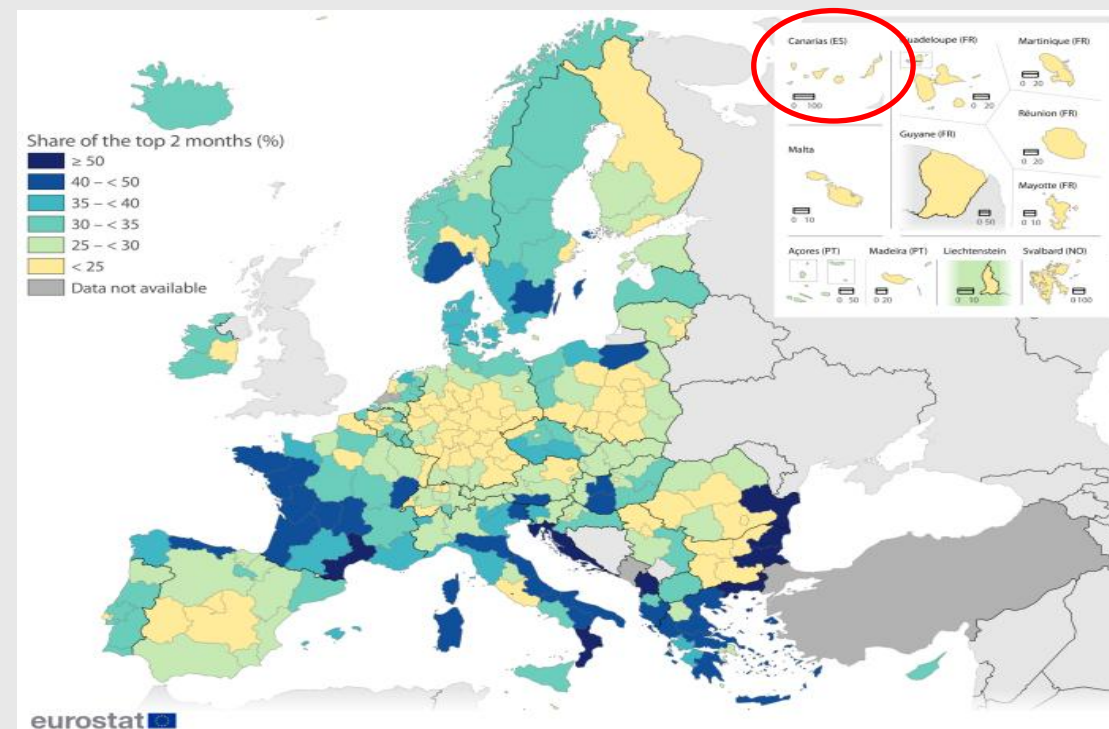 Share of the top 2 months (%)
≥ 50
40 – < 50
35 – < 40
30 – < 35
25 – < 30
< 25
Data not available
Canarias (ES)
0 100
Guadeloupe (FR)
0 20
Martinique (FR)
0 20
Réunion (FR)
0 20
Guyane (FR)
0 50
Mayotte (FR)
0 10
Malta
0 10
Açores (PT)
0 50
Madeira (PT)
0 20
Liechtenstein
0 10
Svalbard (NO)
0 100
eurostat